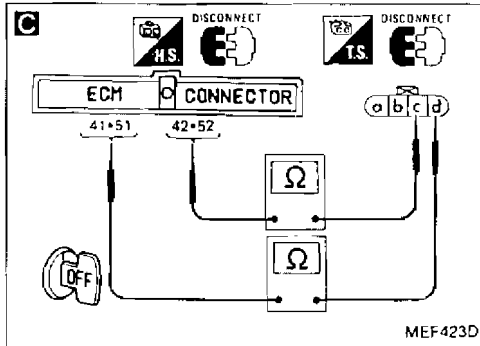 C
DISCONNECT
H.S.
DISCONNECT
T.S.
ECM
CONNECTOR
a b c d
41•51
42•52
Ω
Ω
OFF
MEF423D